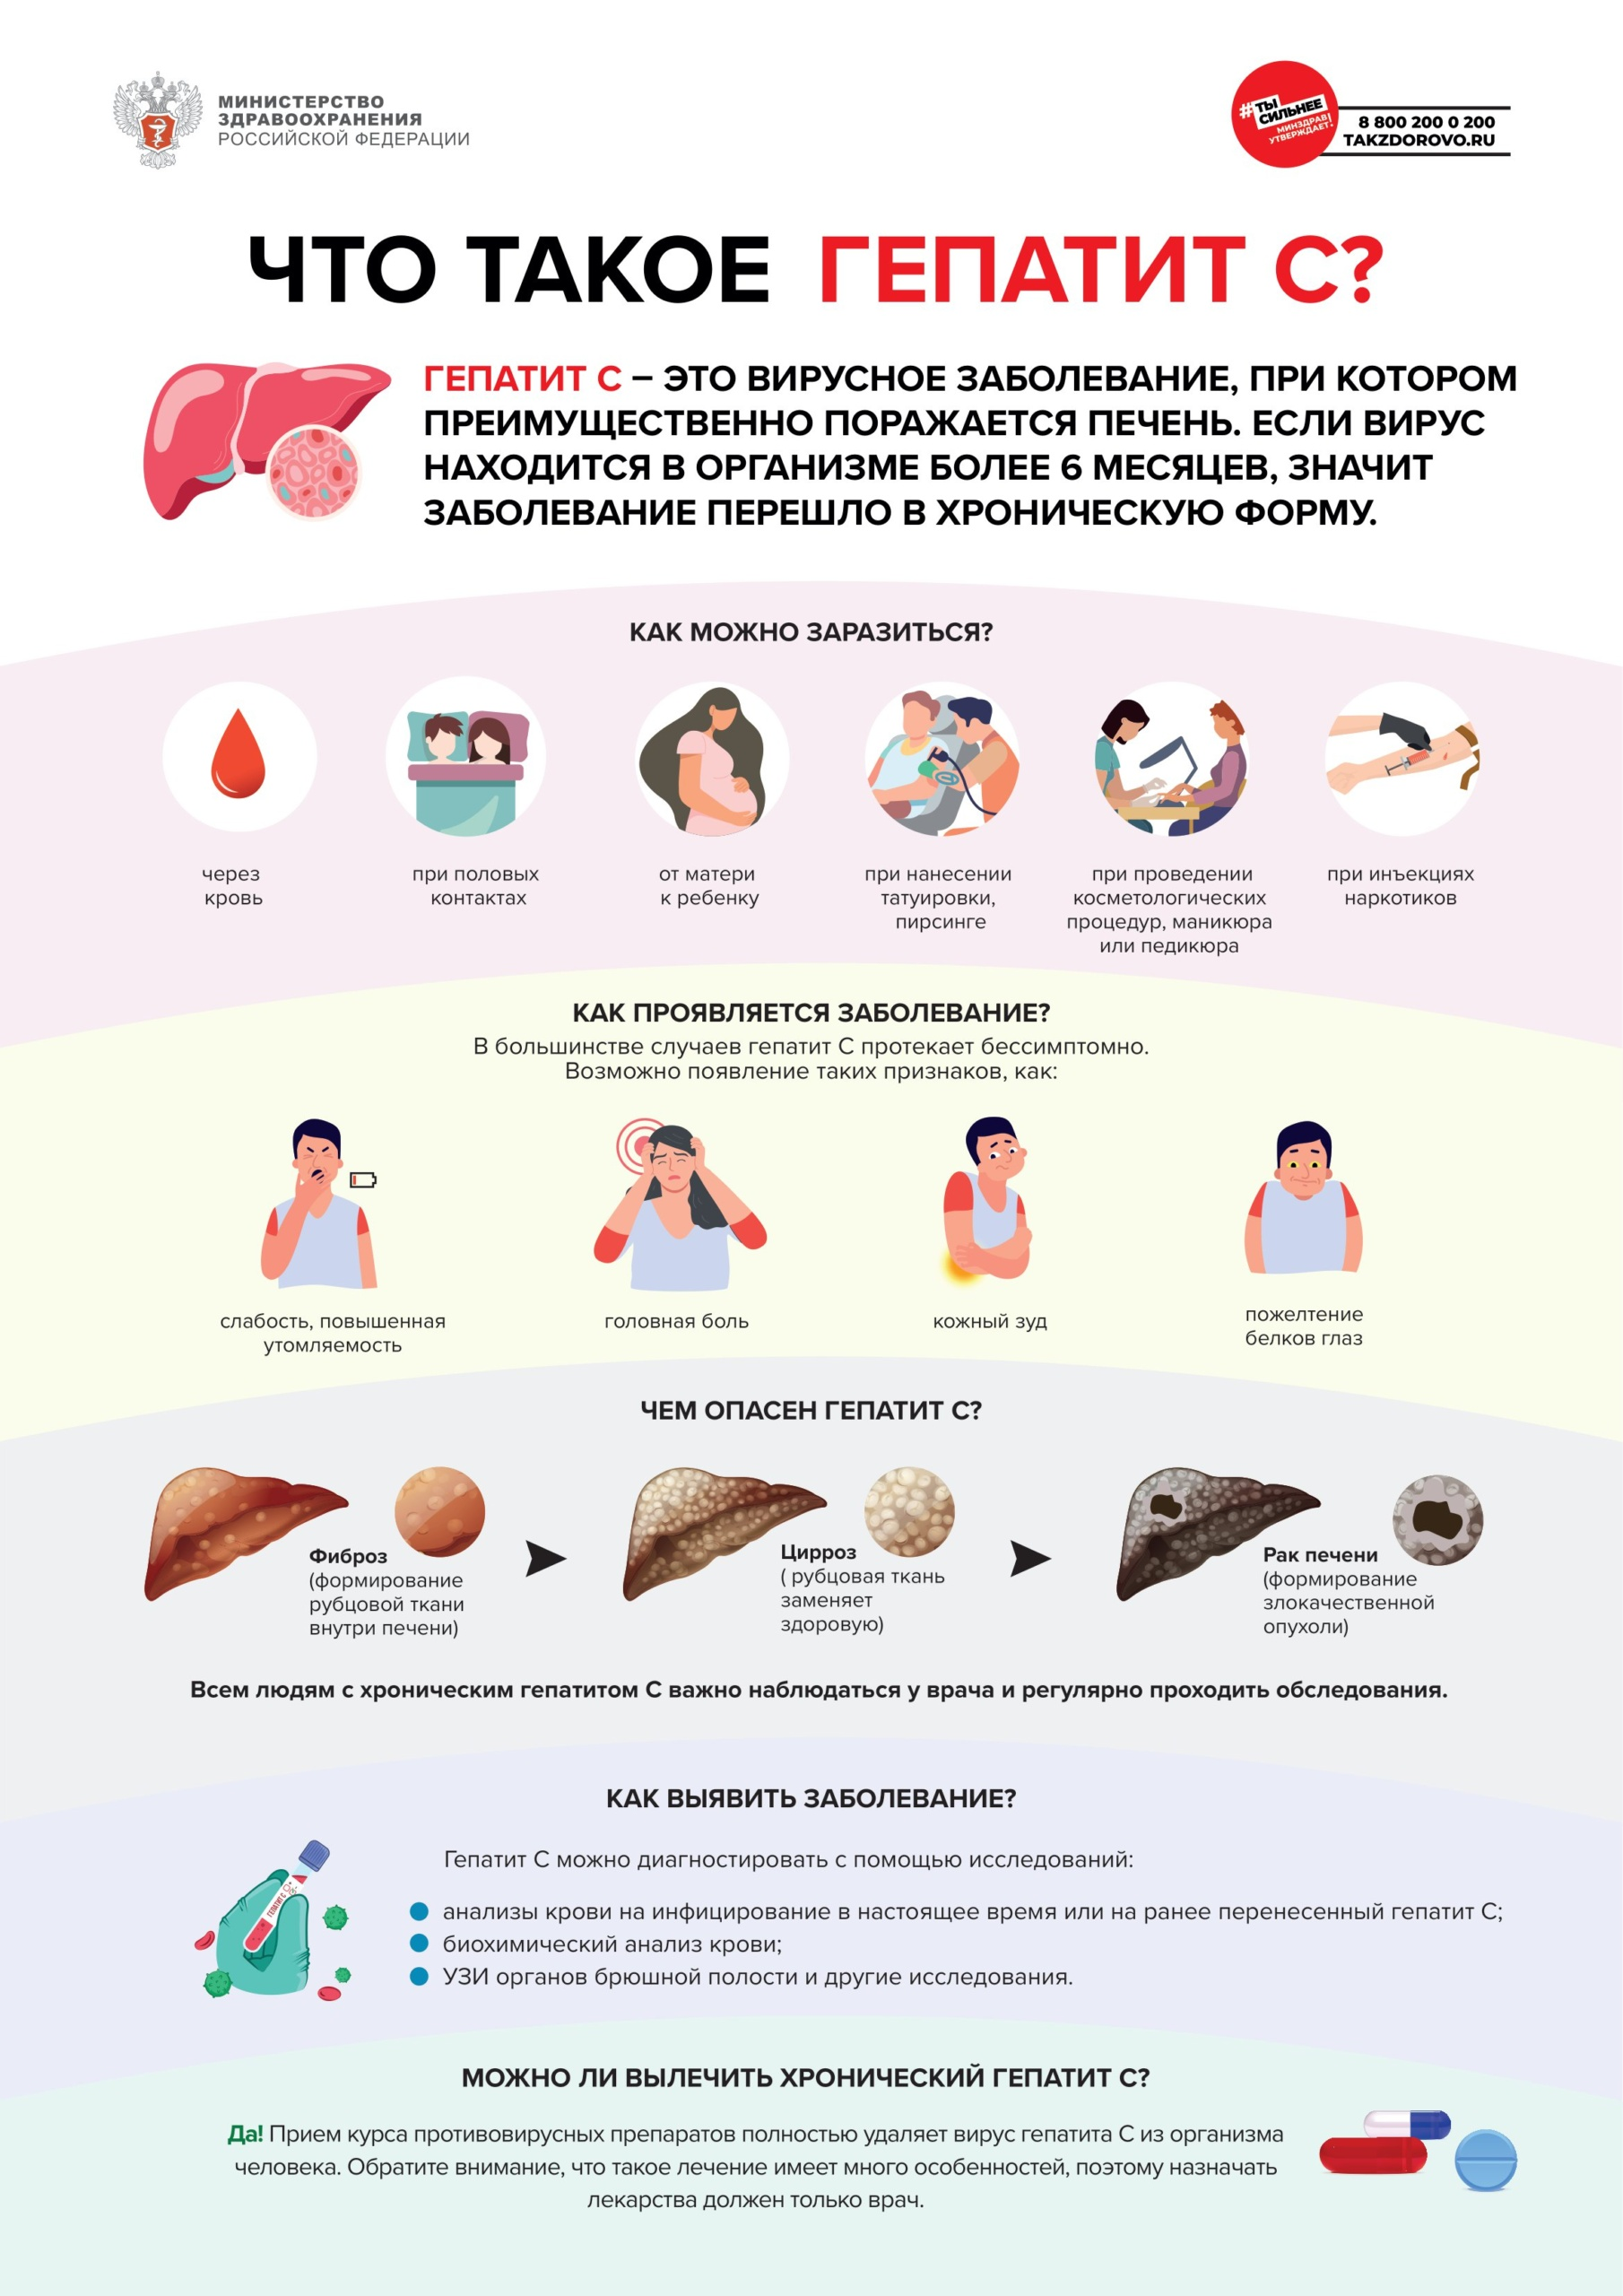 МИНИСТЕРСТВО
ЗДРАВООХРАНЕНИЯ
РОССИЙСКОЙ ФЕДЕРАЦИИ
#ТЫ
СИЛЬНЕЕ
МИНЗДРАВ
УТВЕРЖДАЕТ!
8 800 200 0 200
TAKZDOROVO.RU
ЧТО ТАКОЕ ГЕПАТИТ С?
ГЕПАТИТ С – ЭТО ВИРУСНОЕ ЗАБОЛЕВАНИЕ, ПРИ КОТОРОМ
ПРЕИМУЩЕСТВЕННО ПОРАЖАЕТСЯ ПЕЧЕНЬ. ЕСЛИ ВИРУС
НАХОДИТСЯ В ОРГАНИЗМЕ БОЛЕЕ 6 МЕСЯЦЕВ, ЗНАЧИТ
ЗАБОЛЕВАНИЕ ПЕРЕШЛО В ХРОНИЧЕСКУЮ ФОРМУ.
КАК МОЖНО ЗАРАЗИТЬСЯ?
через
кровь
при половых
контактах
от матери
к ребенку
при нанесении
татуировки,
пирсинге
при проведении
косметологических
процедур, маникюра
или педикюра
при инъекциях
наркотиков
КАК ПРОЯВЛЯЕТСЯ ЗАБОЛЕВАНИЕ?
В большинстве случаев гепатит С протекает бессимптомно.
Возможно появление таких признаков, как:
слабость, повышенная
утомляемость
головная боль
кожный зуд
пожелтение
белков глаз
ЧЕМ ОПАСЕН ГЕПАТИТ С?
Фиброз
(формирование
рубцовой ткани
внутри печени)
Цирроз
( рубцовая ткань
заменяет
здоровую)
Рак печени
(формирование
злокачественной
опухоли)
Всем людям с хроническим гепатитом С важно наблюдаться у врача и регулярно проходить обследования.
КАК ВЫЯВИТЬ ЗАБОЛЕВАНИЕ?
ГЕПАТИТ С
Гепатит С можно диагностировать с помощью исследований:
анализы крови на инфицирование в настоящее время или на ранее перенесенный гепатит С;
биохимический анализ крови;
УЗИ органов брюшной полости и другие исследования.
МОЖНО ЛИ ВЫЛЕЧИТЬ ХРОНИЧЕСКИЙ ГЕПАТИТ С?
Да! Прием курса противовирусных препаратов полностью удаляет вирус гепатита С из организма
человека. Обратите внимание, что такое лечение имеет много особенностей, поэтому назначать
лекарства должен только врач.